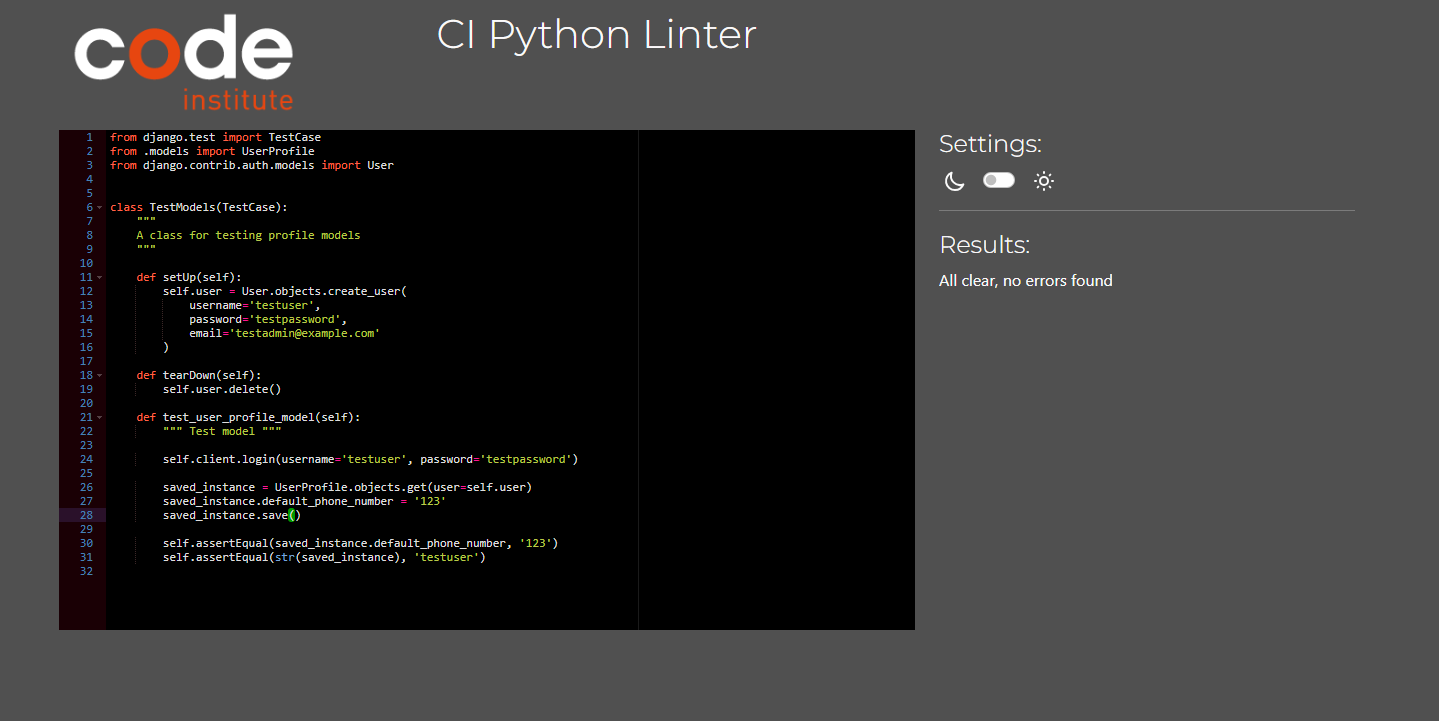 code
institute
CI Python Linter
1 from django.test import TestCase
2 from .models import UserProfile
3 from django.contrib.auth.models import User
4
5
6 class TestModels(TestCase):
7     """
8     A class for testing profile models
9     """
10
11     def setUp(self):
12         self.user = User.objects.create_user(
13             username='testuser',
14             password='testpassword',
15             email='testadmin@example.com'
16         )
17
18     def tearDown(self):
19         self.user.delete()
20
21     def test_user_profile_model(self):
22         """ Test model """
23
24         self.client.login(username='testuser', password='testpassword')
25
26         saved_instance = UserProfile.objects.get(user=self.user)
27         saved_instance.default_phone_number = '123'
28         saved_instance.save()
29
30         self.assertEqual(saved_instance.default_phone_number, '123')
31         self.assertEqual(str(saved_instance), 'testuser')
32
Settings:
Results:
All clear, no errors found